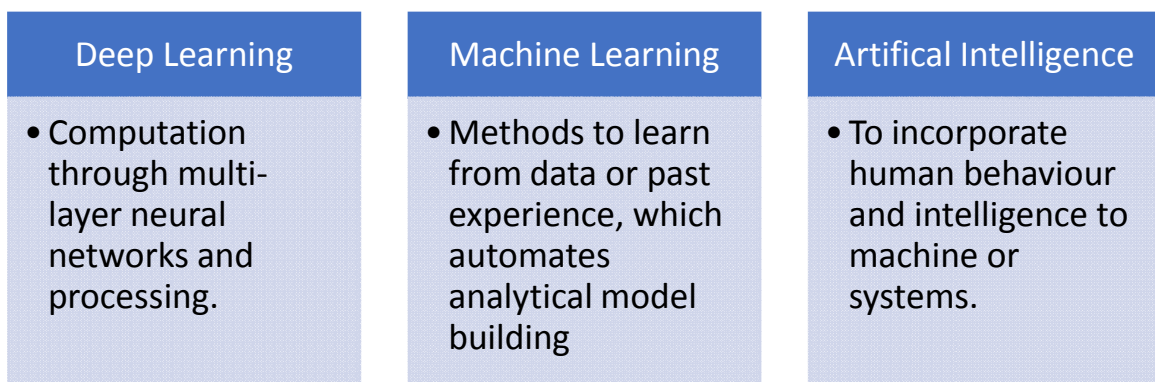 Deep Learning
• Computation
through multi-
layer neural
networks and
processing.
Machine Learning
• Methods to learn
from data or past
experience, which
automates
analytical model
building
Artifical Intelligence
• To incorporate
human behaviour
and intelligence to
machine or
systems.